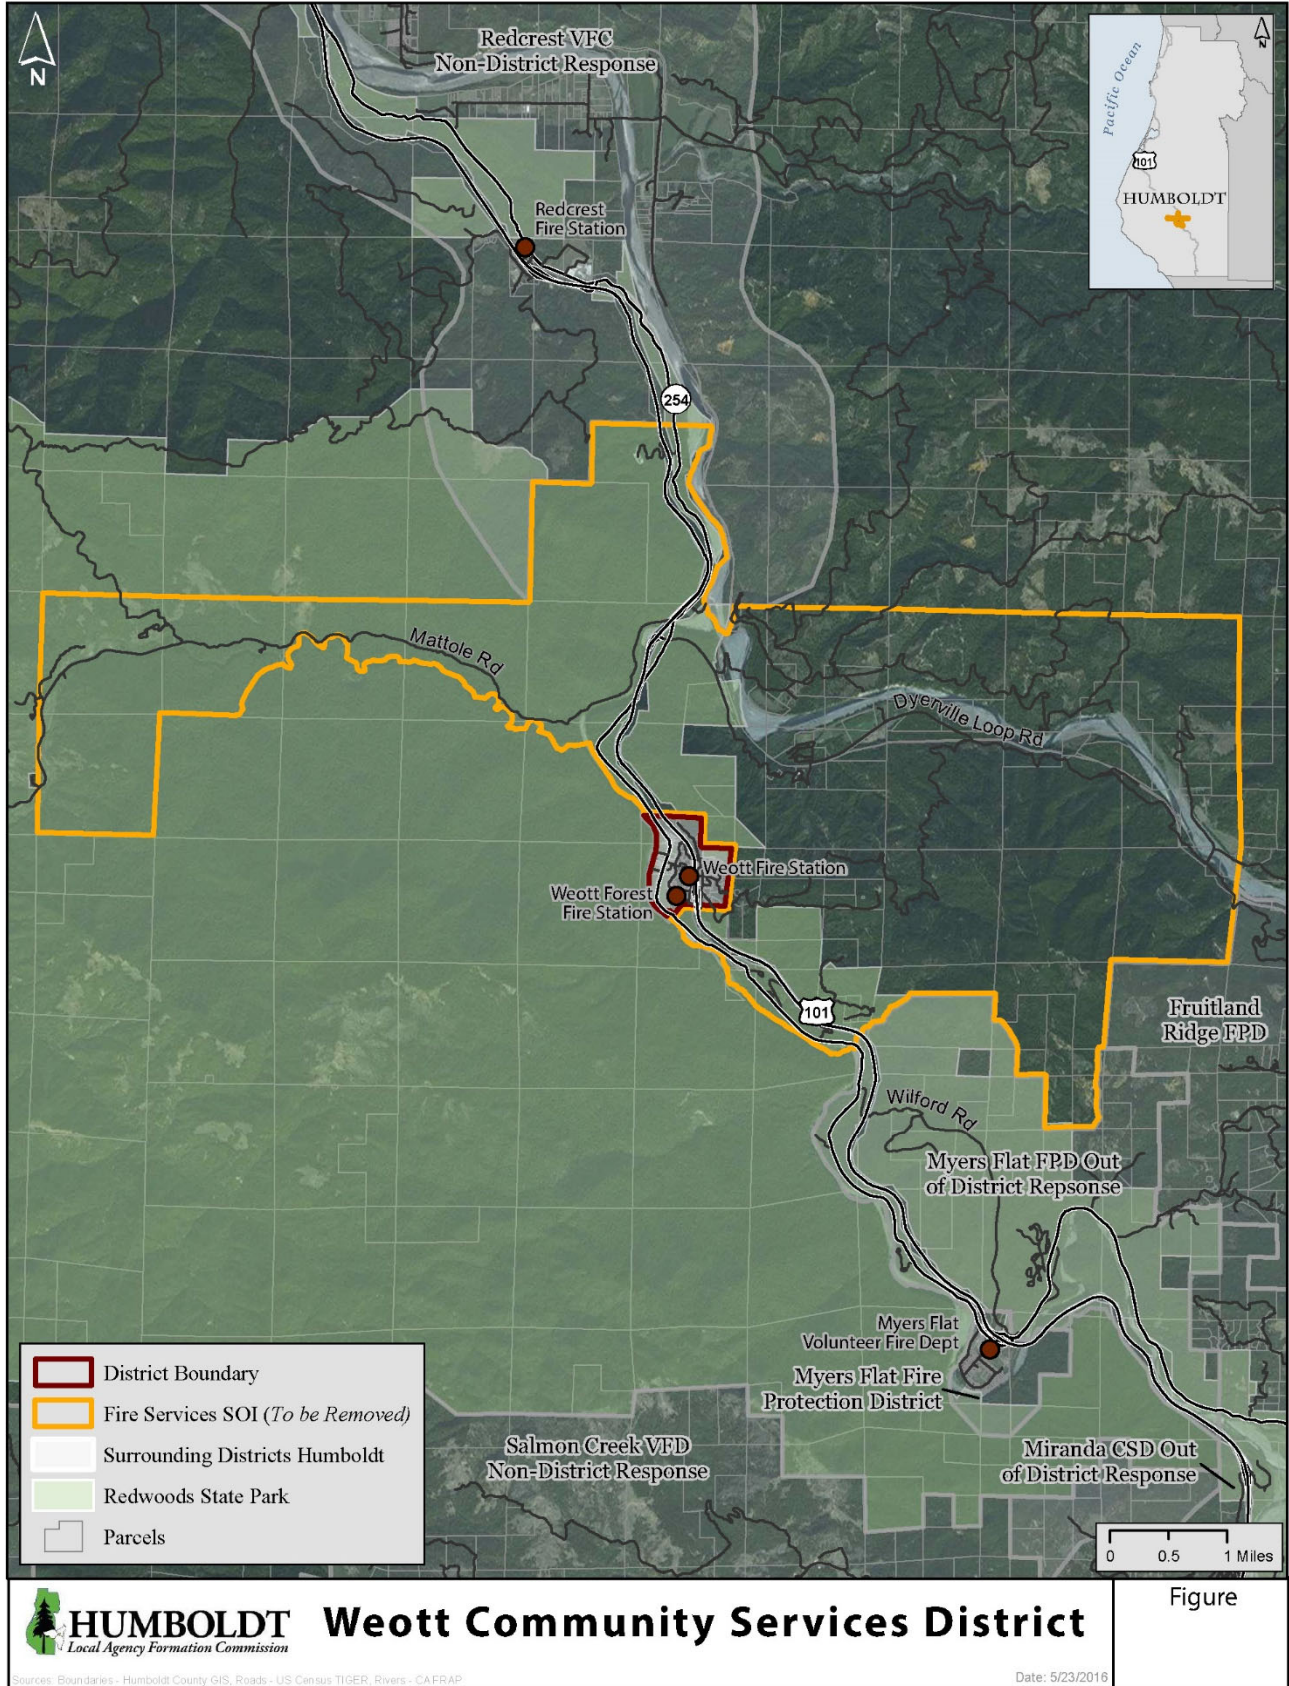 N
Redcrest VFC
Non-District Response
N
Pacific Ocean
101
HUMBOLDT
Redcrest
Fire Station
254
Mattole Rd
Dyerville Loop Rd
Weott Fire Station
Weott Forest
Fire Station
101
Fruitland
Ridge FPD
Wilford Rd
Myers Flat FPD Out
of District Repsonse
Myers Flat
Volunteer Fire Dept
Myers Flat Fire
Protection District
Salmon Creek VFD
Non-District Response
Miranda CSD Out
of District Response
District Boundary
Fire Services SOI (To be Removed)
Surrounding Districts Humboldt
Redwoods State Park
Parcels
0 0.5 1 Miles
HUMBOLDT
Local Agency Formation Commission
Weott Community Services District
Figure
Sources: Boundaries - Humboldt County GIS, Roads - US Census TIGER, Rivers - CAFRAP
Date: 5/23/2016